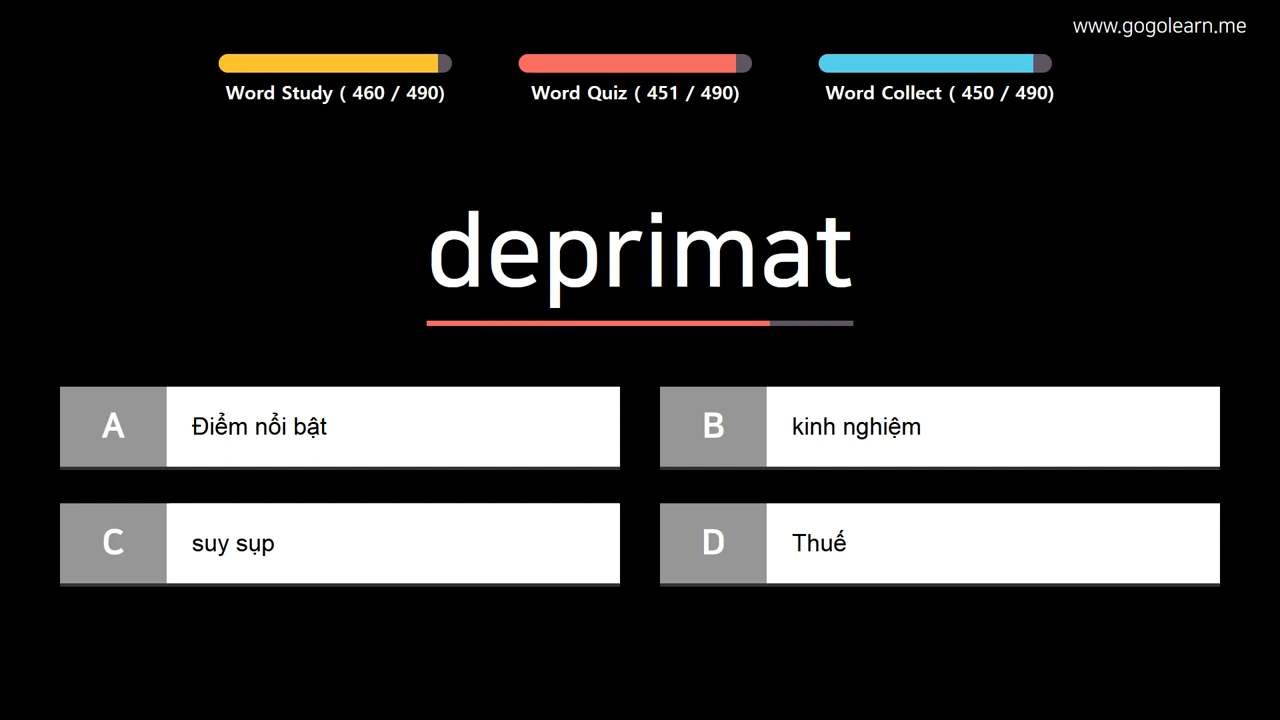 www.gogolearn.me
Word Study ( 460 / 490)
Word Quiz ( 451 / 490)
Word Collect ( 450 / 490)
deprimat
A
Điểm nổi bật
B
kinh nghiệm
C
suy sụp
D
Thuế